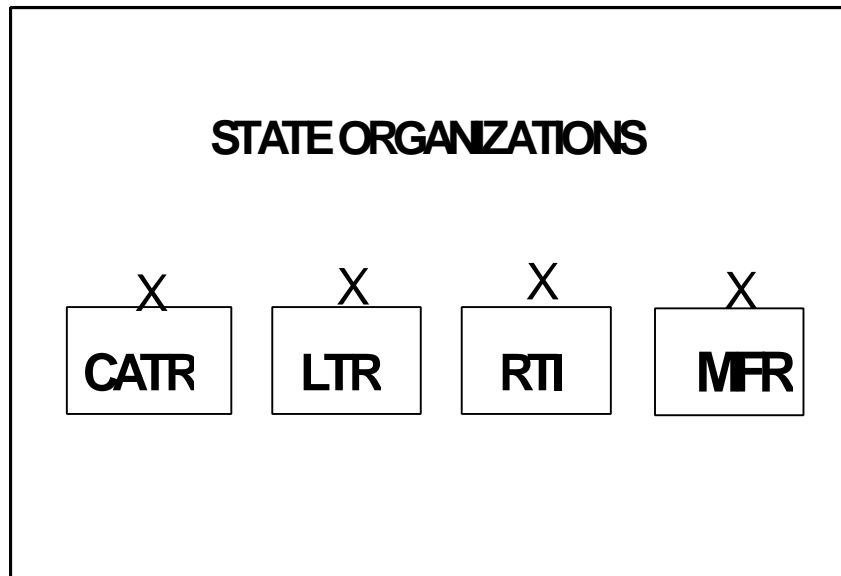 STATE ORGANIZATIONS
X X X X
CATR LTR RTI MFR